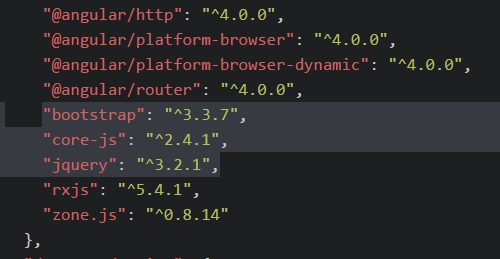 "@angular/http": "^4.0.0",
"@angular/platform-browser": "^4.0.0",
"@angular/platform-browser-dynamic": "^4.0.0",
"@angular/router": "^4.0.0",
"bootstrap": "^3.3.7",
"core-js": "^2.4.1",
"jquery": "^3.2.1",
"rxjs": "^5.4.1",
"zone.js": "^0.8.14"
},